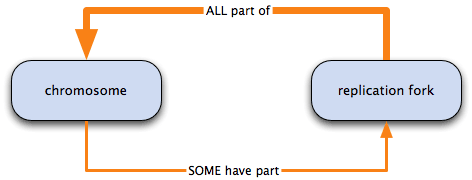 ALL part of
chromosome
replication fork
SOME have part